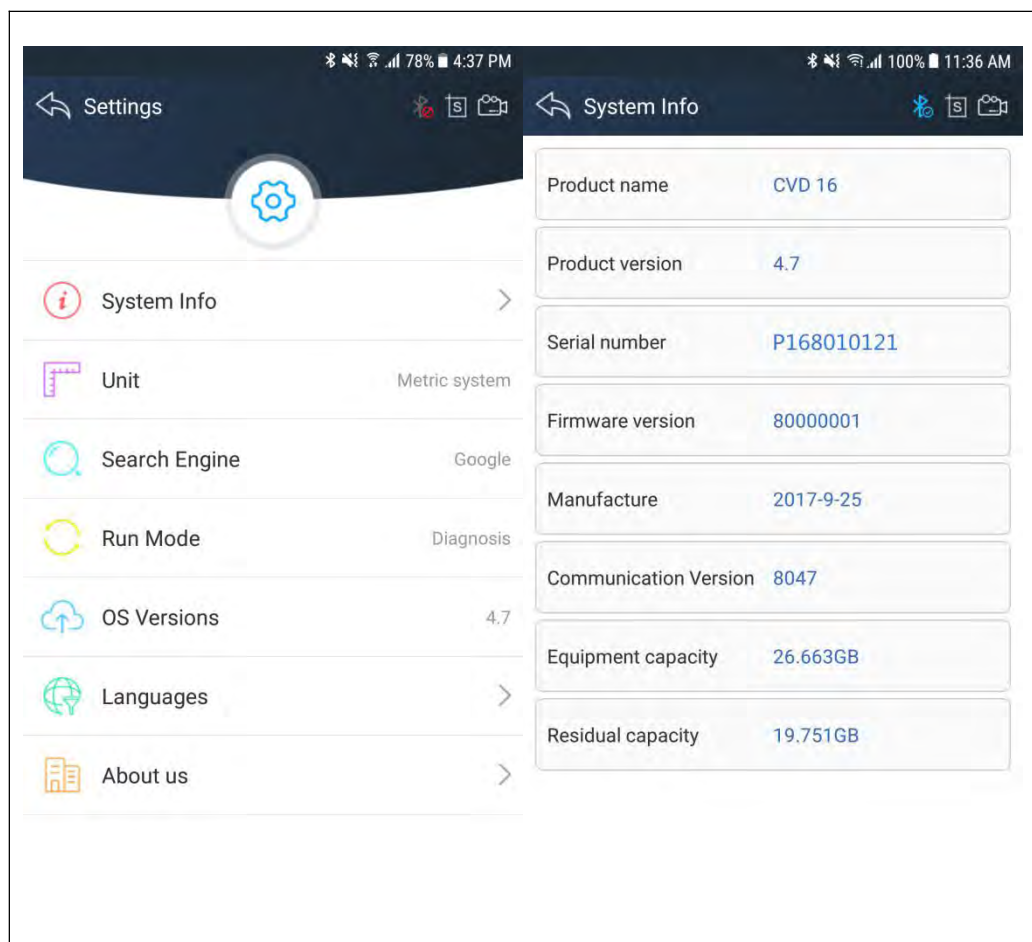 78% 4:37 PM
Settings
S
System Info
Unit Metric system
Search Engine Google
Run Mode Diagnosis
OS Versions 4.7
Languages
About us
100% 11:36 AM
System Info
S
Product name CVD 16
Product version 4.7
Serial number P168010121
Firmware version 80000001
Manufacture 2017-9-25
Communication Version 8047
Equipment capacity 26.663GB
Residual capacity 19.751GB